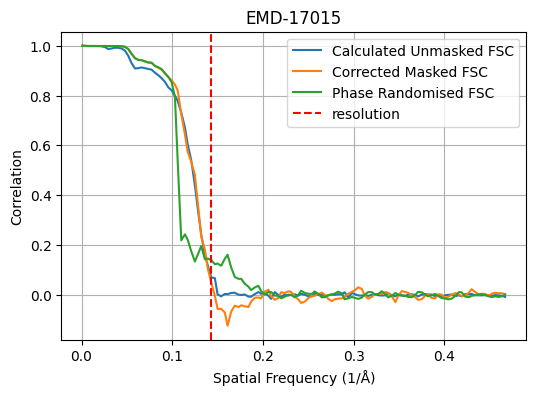 EMD-17015
Calculated Unmasked FSC
Corrected Masked FSC
Phase Randomised FSC
resolution
Correlation
1.0
0.8
0.6
0.4
0.2
0.0
0.0 0.1 0.2 0.3 0.4
Spatial Frequency (1/Å)